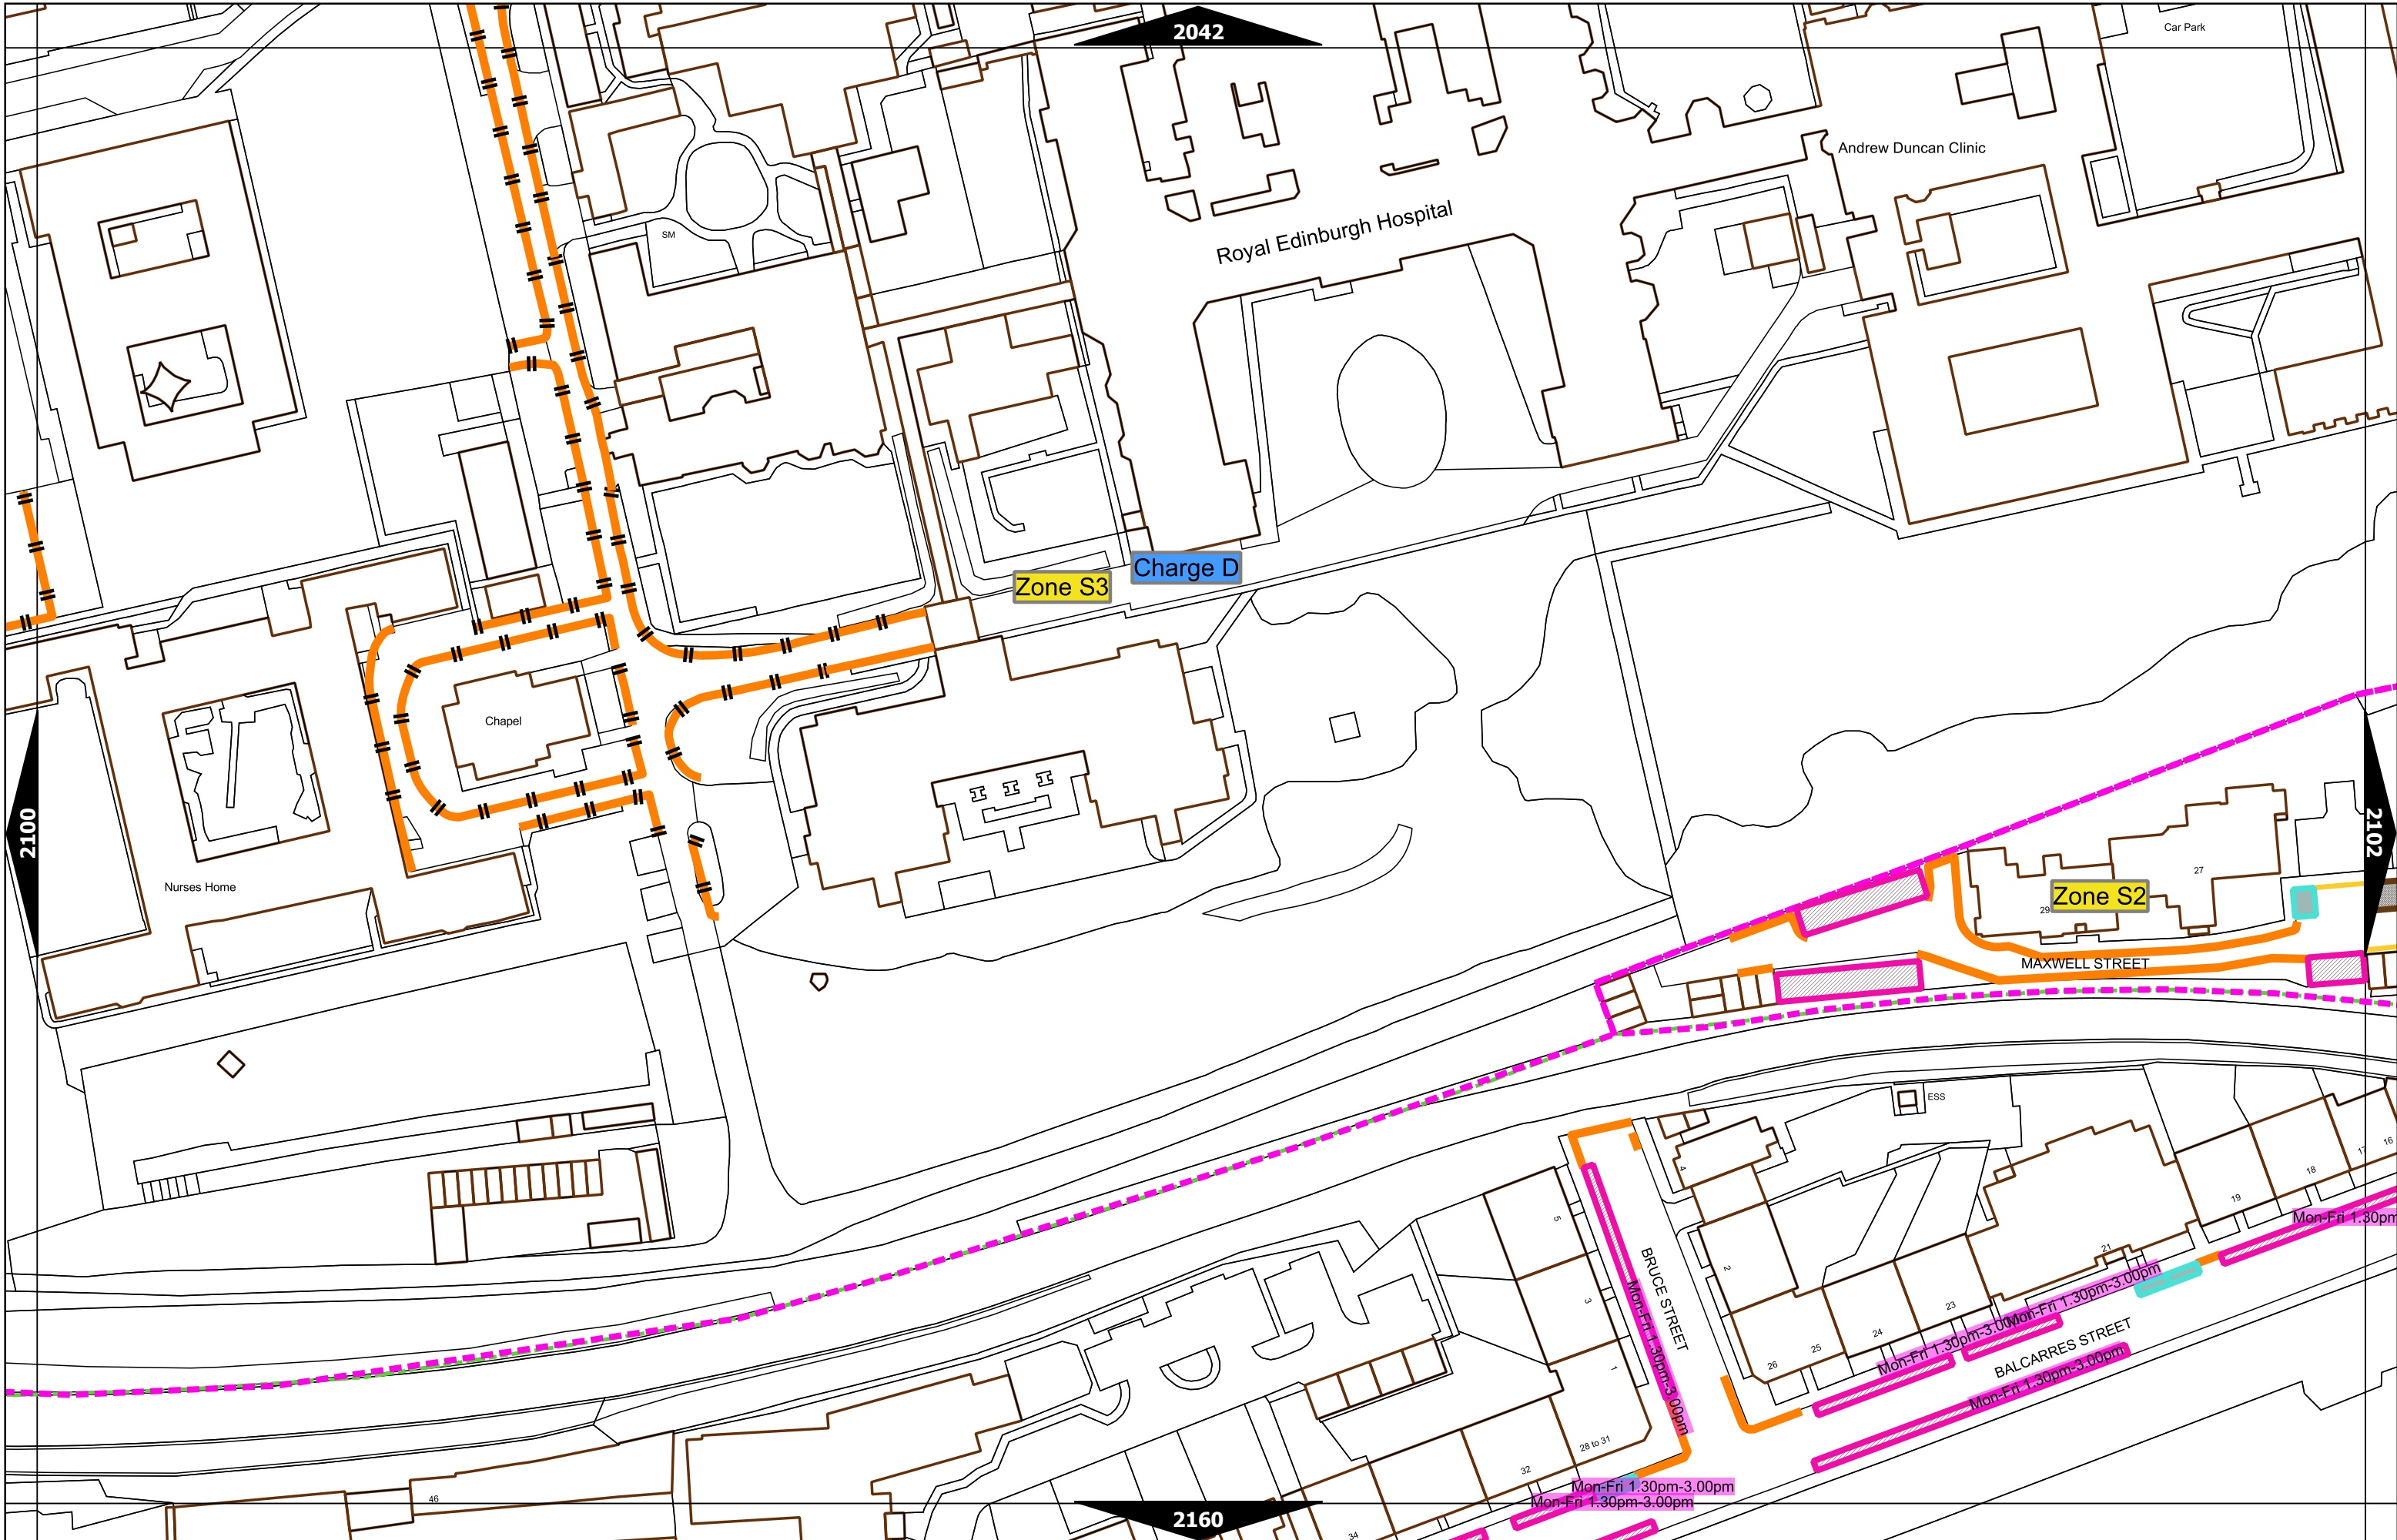 2042
Car Park
Andrew Duncan Clinic
Royal Edinburgh Hospital
SM
Charge D
Zone S3
Chapel
2100
2102
Nurses Home
27
Zone S2
29
MAXWELL STREET
ESS
4
5
2
3
1
16
17
18
19
21
23
24
25
26
Mon-Fri 1.30pm
BRUCE STREET
Mon-Fri 1.30pm-3.00pm
Mon-Fri 1.30pm-3.00pm
Mon-Fri 1.30pm-3.00pm
BALCARRES STREET
Mon-Fri 1.30pm-3.00pm
28 to 31
32
34
46
Mon-Fri 1.30pm-3.00pm
Mon-Fri 1.30pm-3.00pm
2160